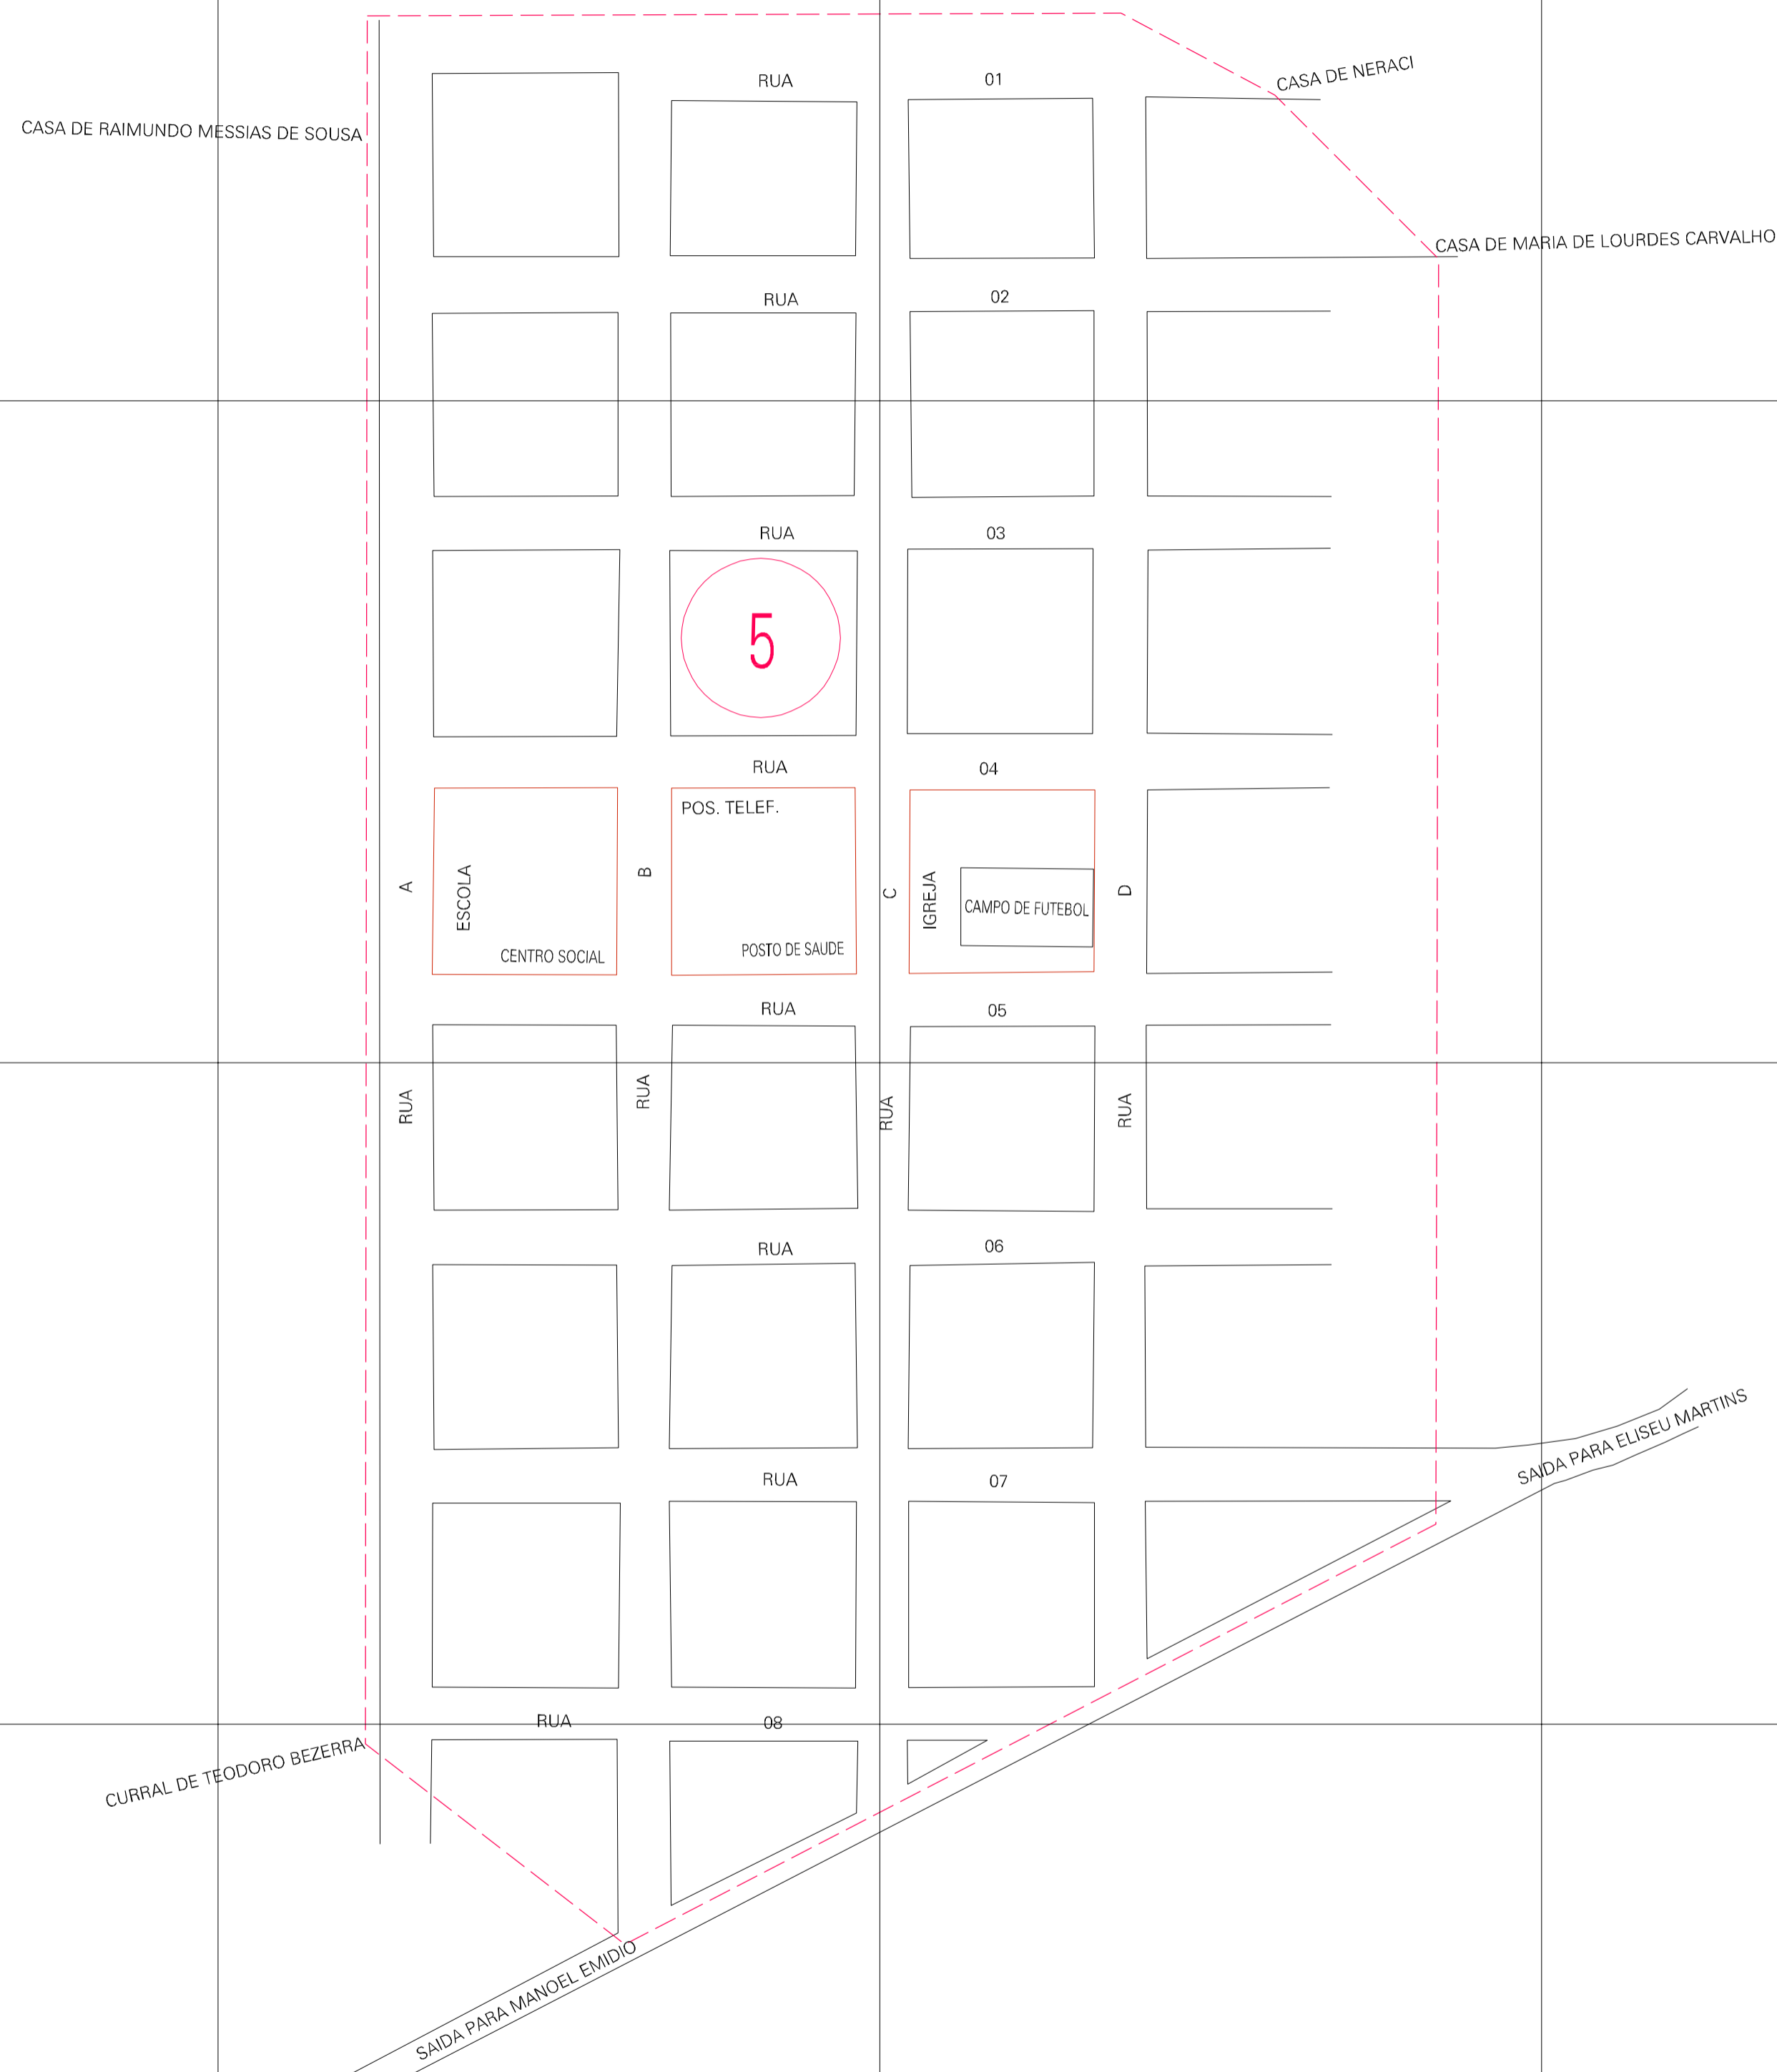 CASA DE NERACI
RUA 01
CASA DE RAIMUNDO MESSIAS DE SOUSA
CASA DE MARIA DE LOURDES CARVALHO
RUA 02
RUA 03
5
RUA 04
POS. TELEF.
A
ESCOLA
B
C
IGREJA
CAMPO DE FUTEBOL
D
CENTRO SOCIAL
POSTO DE SAUDE
RUA 05
RUA
RUA
RUA
RUA
RUA 06
SAIDA PARA ELISEU MARTINS
RUA 07
RUA 08
CURRAL DE TEODORO BEZERRA
SAIDA PARA MANOEL EMIDIO